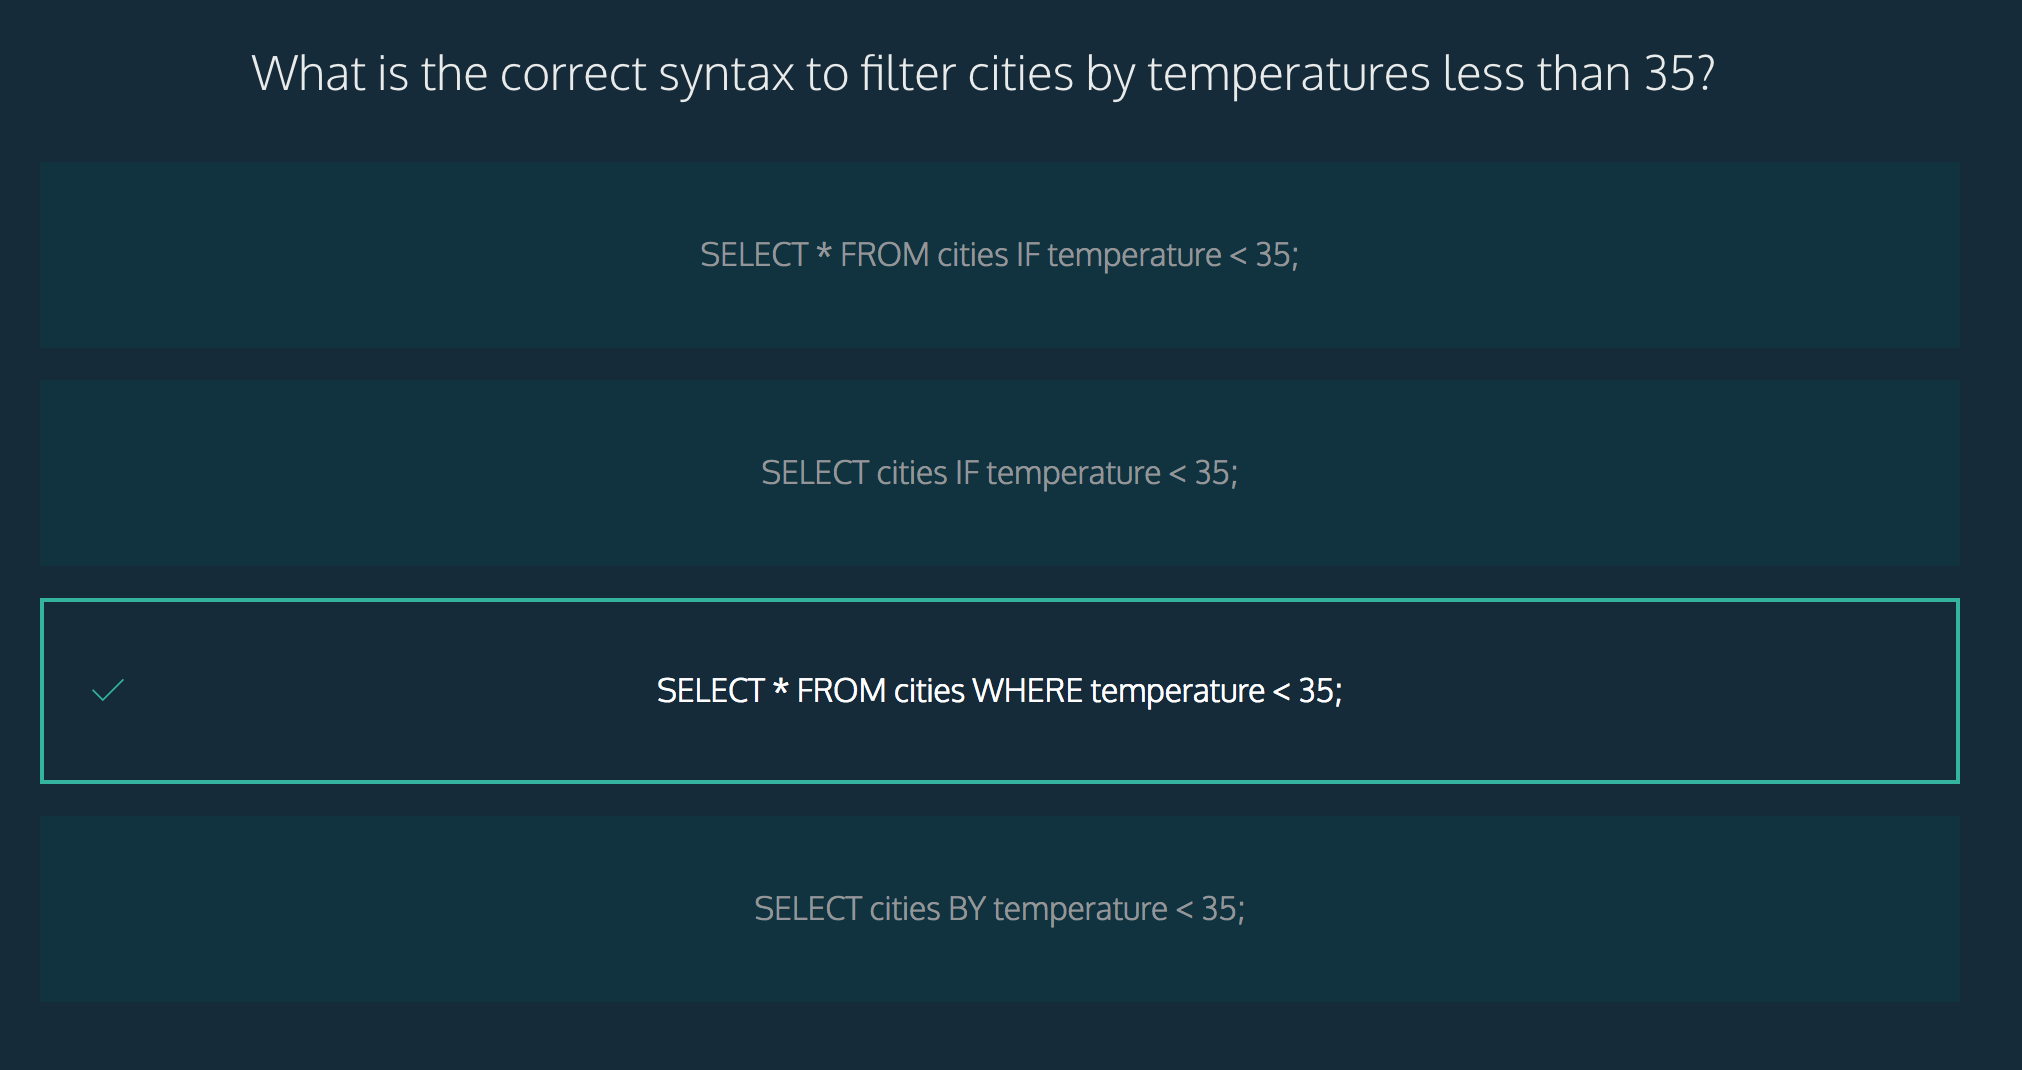 What is the correct syntax to filter cities by temperatures less than 35?
SELECT * FROM cities IF temperature < 35;
SELECT cities IF temperature < 35;
SELECT * FROM cities WHERE temperature < 35;
SELECT cities BY temperature < 35;